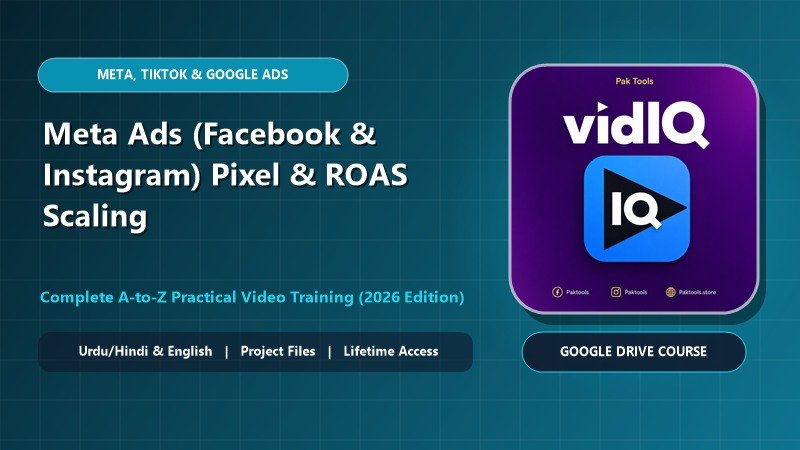 META, TIKTOK & GOOGLE ADS
Meta Ads (Facebook &
Instagram) Pixel & ROAS
Scaling
Complete A-to-Z Practical Video Training (2026 Edition)
Urdu/Hindi & English | Project Files | Lifetime Access
Pak Tools
vidIQ
IQ
Paktools Paktools Paktools.store
GOOGLE DRIVE COURSE